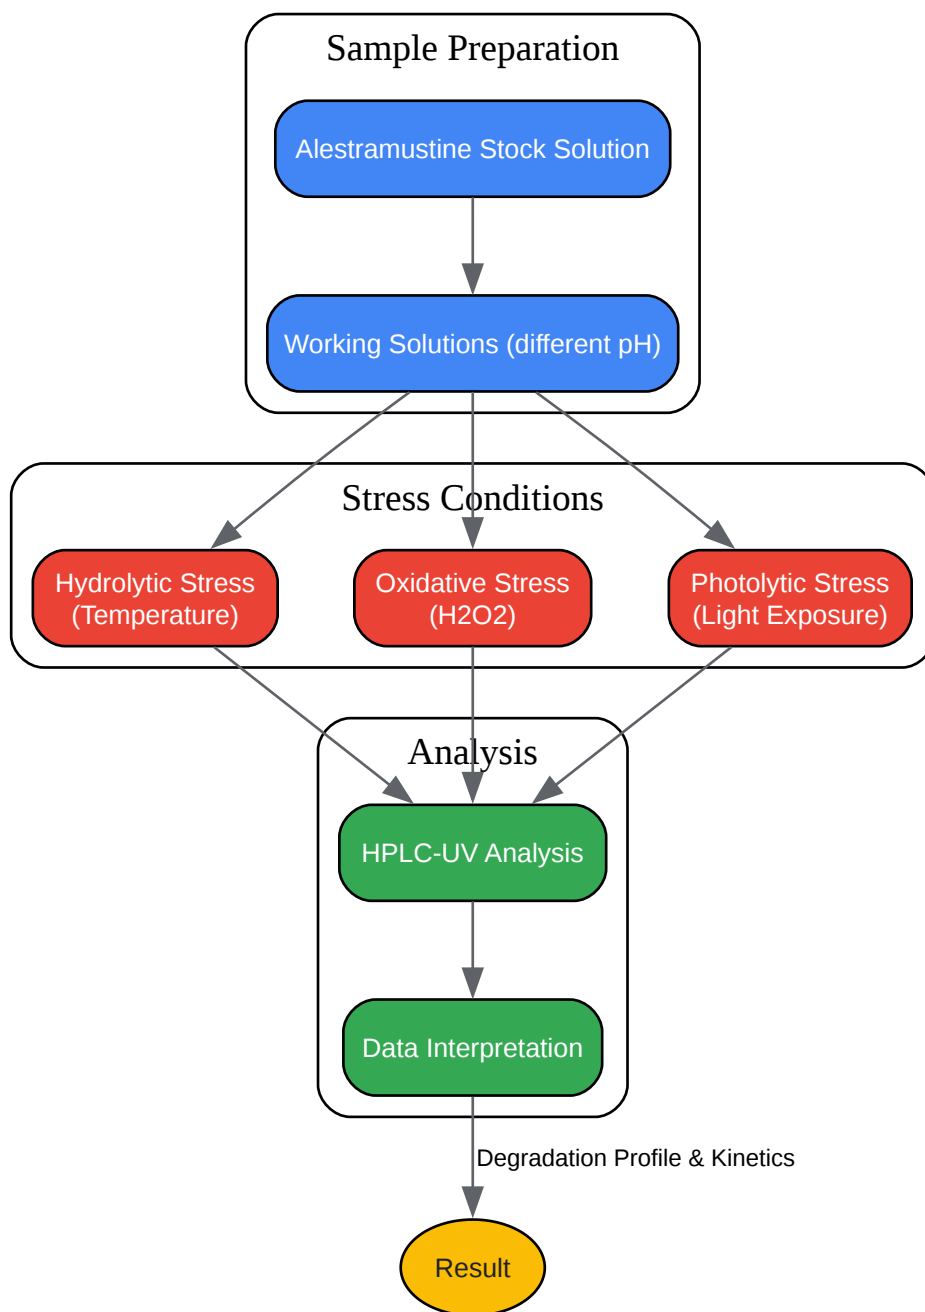 Sample Preparation
Alestramustine Stock Solution
Working Solutions (different pH)
Stress Conditions
Hydrolytic Stress
(Temperature)
Oxidative Stress
(H2O2)
Photolytic Stress
(Light Exposure)
Analysis
HPLC-UV Analysis
Data Interpretation
Degradation Profile & Kinetics
Result